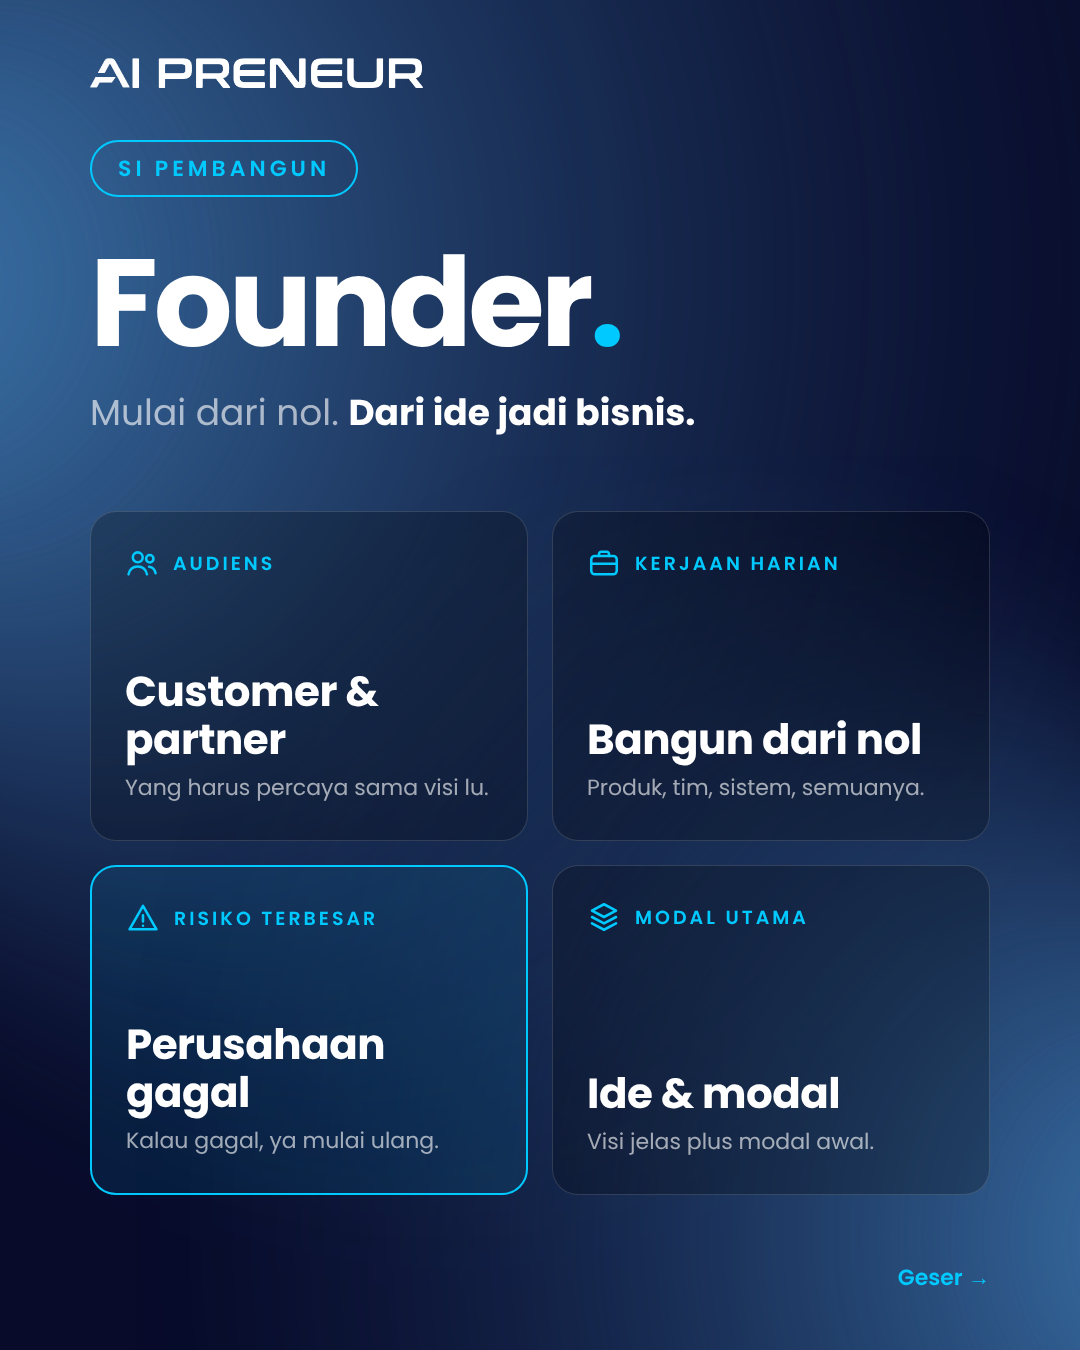 AI PRENEUR
SI PEMBANGUN
Founder.
Mulai dari nol. Dari ide jadi bisnis.
AUDIENS
Customer &
partner
Yang harus percaya sama visi lu.
KERJAAN HARIAN
Bangun dari nol
Produk, tim, sistem, semuanya.
RISIKO TERBESAR
Perusahaan
gagal
Kalau gagal, ya mulai ulang.
MODAL UTAMA
Ide & modal
Visi jelas plus modal awal.
Geser →